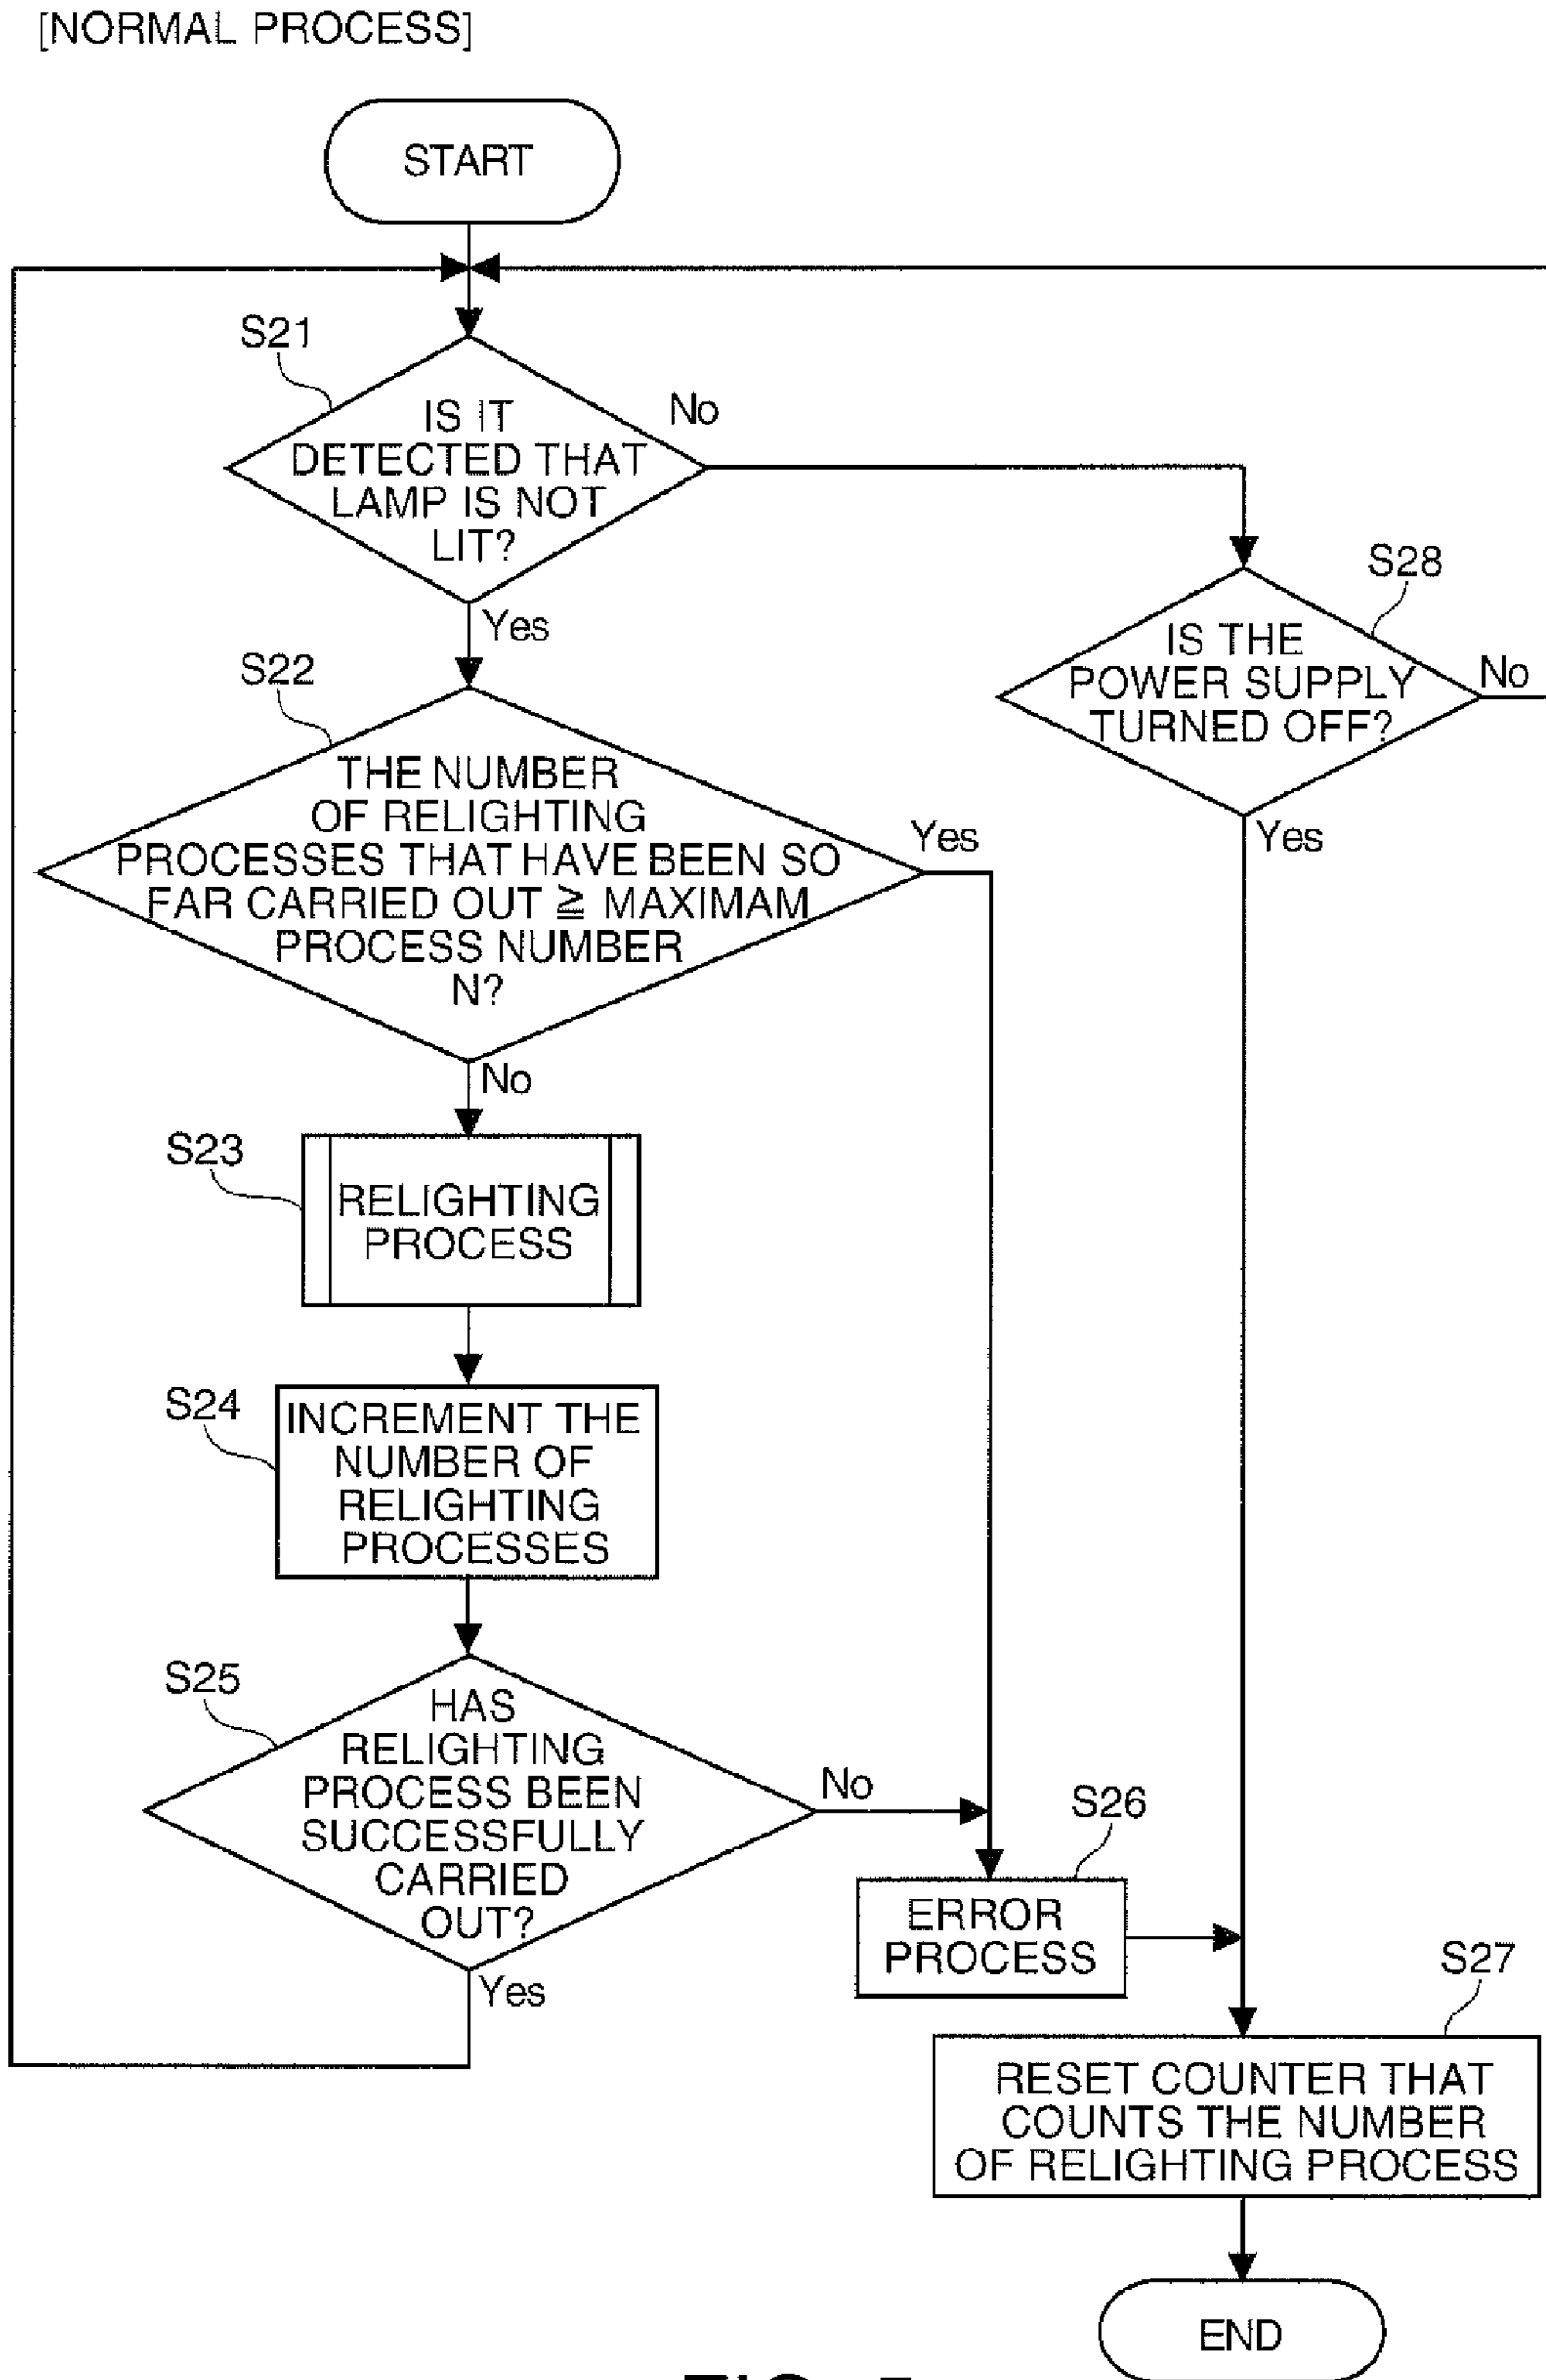 [NORMAL PROCESS]
START
S21
IS IT
DETECTED THAT
LAMP IS NOT
LIT?
No
Yes
S28
IS THE
POWER SUPPLY
TURNED OFF?
No
Yes
S22
THE NUMBER
OF RELIGHTING
PROCESSES THAT HAVE BEEN SO
FAR CARRIED OUT ≧ MAXIMAM
PROCESS NUMBER
N?
Yes
No
S23
RELIGHTING
PROCESS
S24
INCREMENT THE
NUMBER OF
RELIGHTING
PROCESSES
S25
HAS
RELIGHTING
PROCESS BEEN
SUCCESSFULLY
CARRIED
OUT?
No
Yes
S26
ERROR
PROCESS
S27
RESET COUNTER THAT
COUNTS THE NUMBER
OF RELIGHTING PROCESS
END